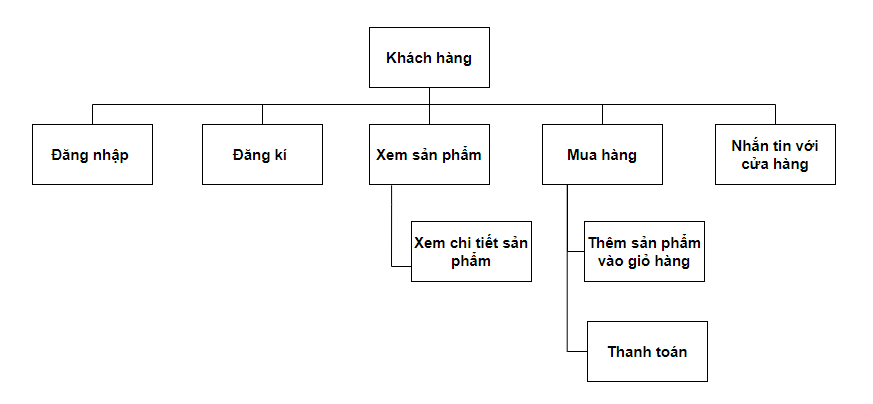 Khách hàng
Đăng nhập
Đăng kí
Xem sản phẩm
Mua hàng
Nhắn tin với
cửa hàng
Xem chi tiết sản
phẩm
Thêm sản phẩm
vào giỏ hàng
Thanh toán